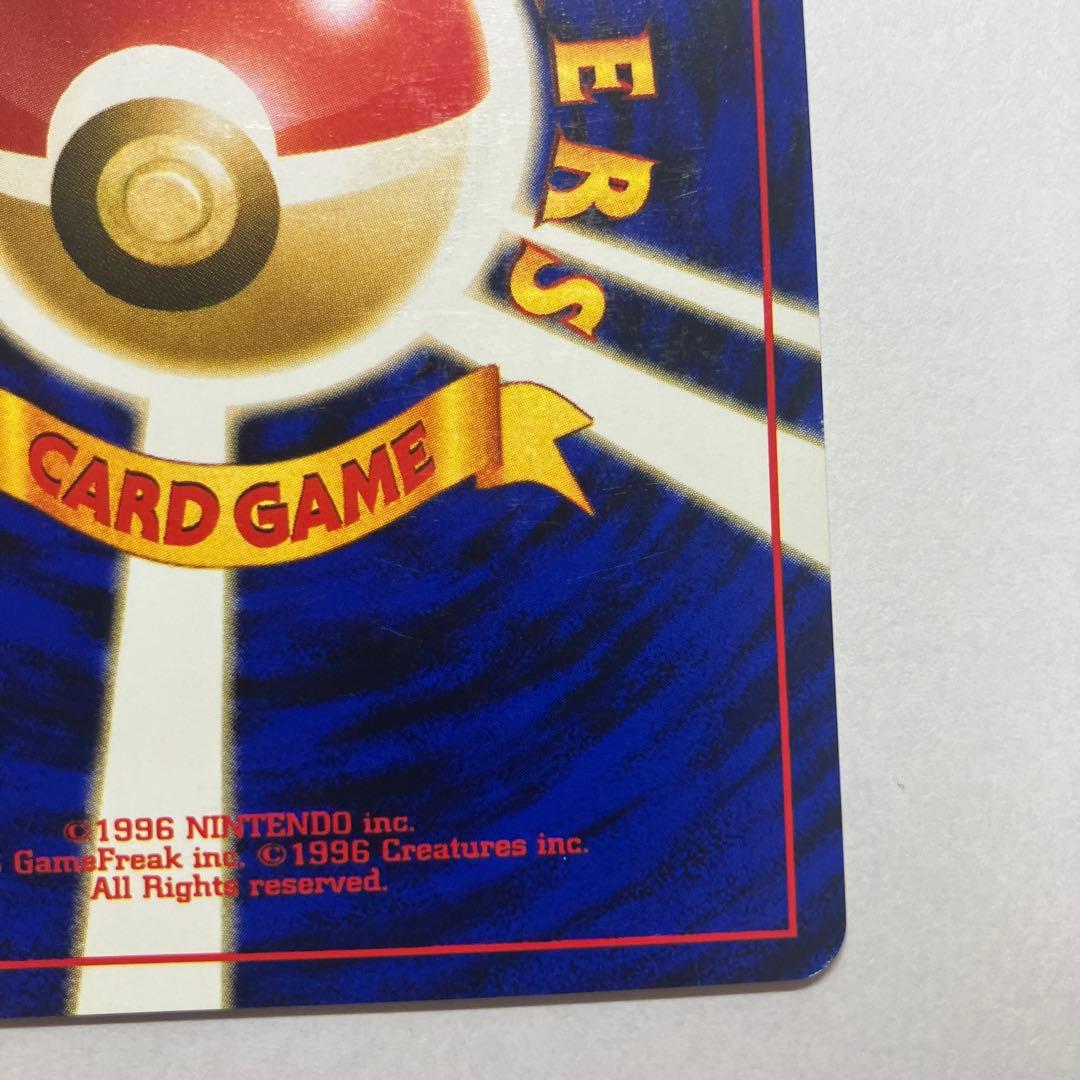 ERS
CARD GAME
©1996 NINTENDO inc.
GameFreak inc. ©1996 Creatures inc.
All Rights reserved.